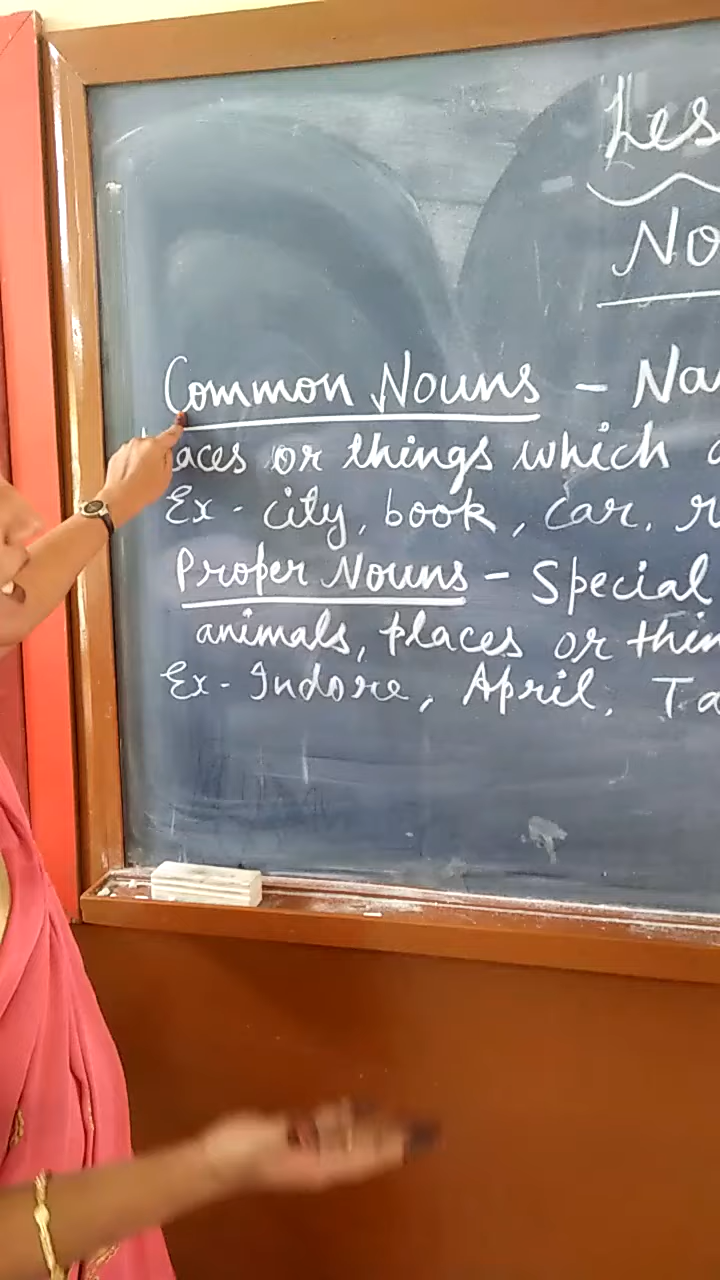 Les
No
Common Nouns - Na
aces or things which
Ex - city, book, car, r
Proper Nouns - Special
animals, places or thin
Ex - Indore, April, Ta